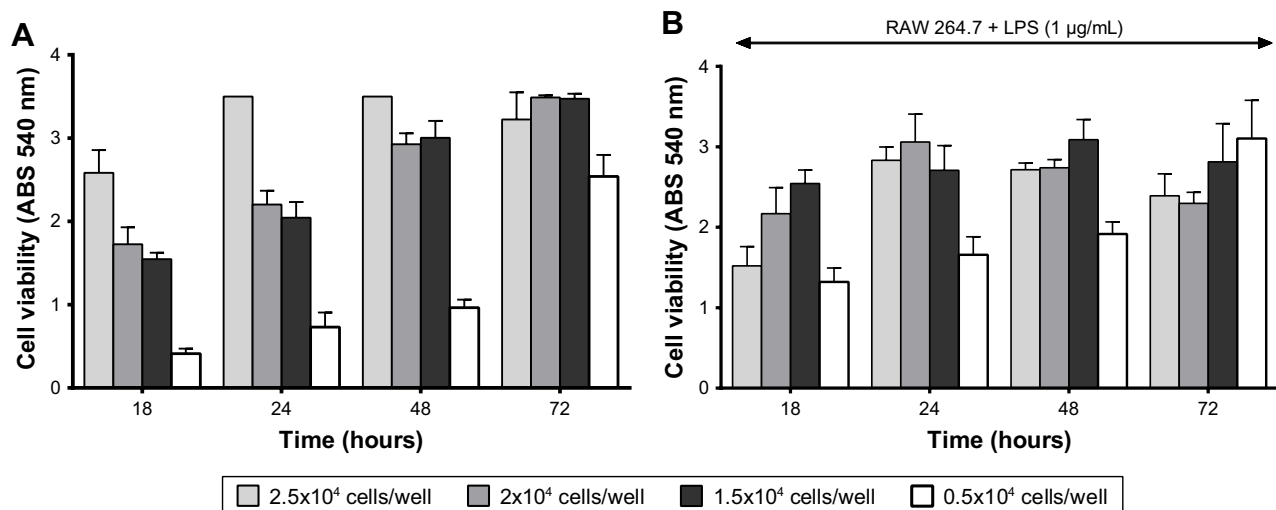 A
Cell viability (ABS 540 nm)
4
3
2
1
0
18 24 48 72
Time (hours)
B
RAW 264.7 + LPS (1 µg/mL)
Cell viability (ABS 540 nm)
4
3
2
1
0
18 24 48 72
Time (hours)
2.5x10⁴ cells/well 2x10⁴ cells/well 1.5x10⁴ cells/well 0.5x10⁴ cells/well